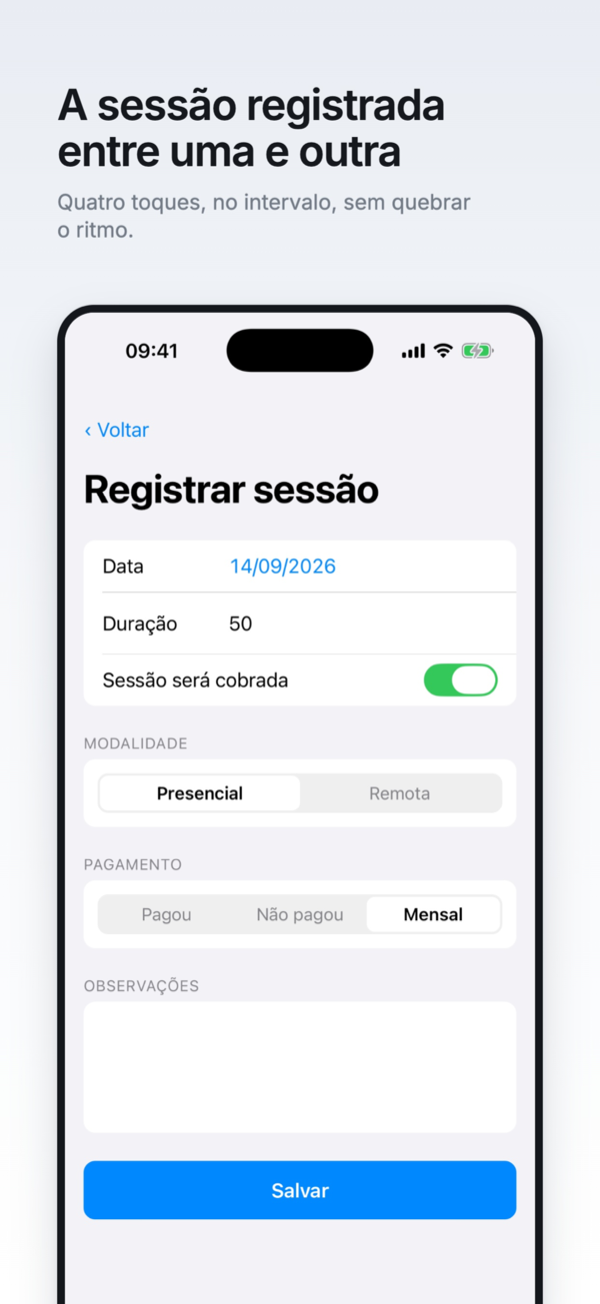 A sessão registrada
entre uma e outra
Quatro toques, no intervalo, sem quebrar
o ritmo.
09:41
‹ Voltar
Registrar sessão
Data 14/09/2026
Duração 50
Sessão será cobrada
MODALIDADE
Presencial Remota
PAGAMENTO
Pagou Não pagou Mensal
OBSERVAÇÕES
Salvar